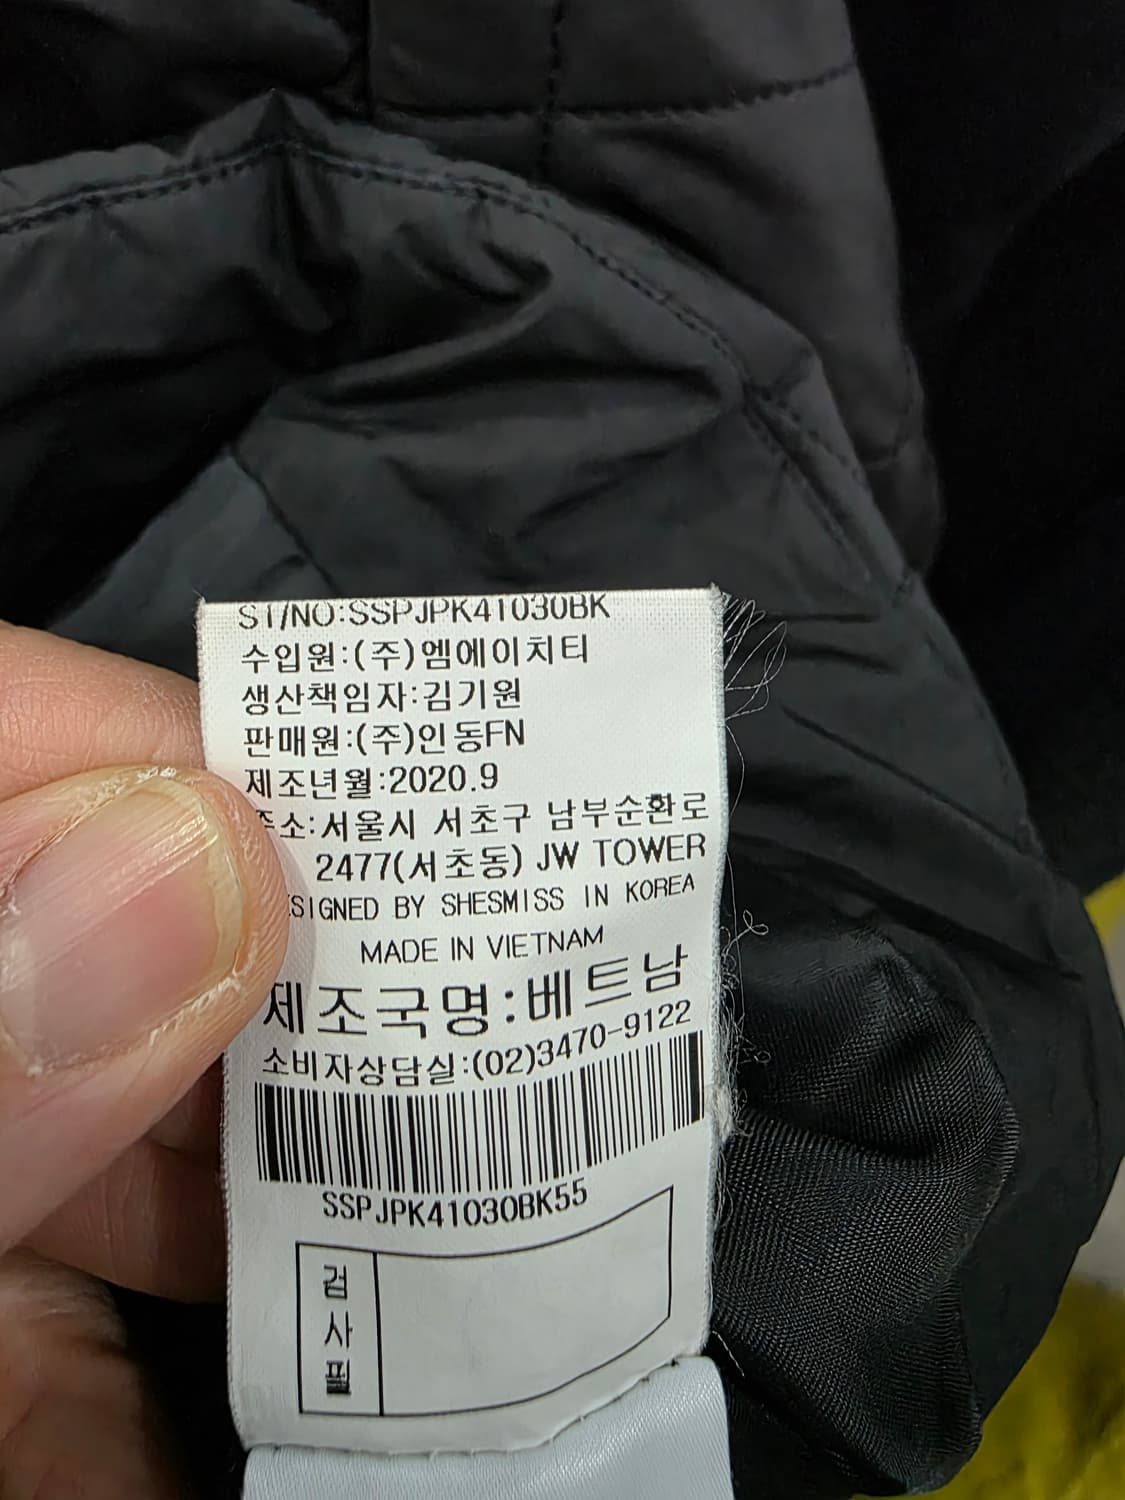 ST/NO:SSPJPK41030BK
수입원:(주)엠에이치티
생산책임자:김기원
판매원:(주)인동FN
제조년월:2020.9
주소:서울시 서초구 남부순환로
2477(서초동) JW TOWER
ESIGNED BY SHESMISS IN KOREA
MADE IN VIETNAM
제조국명:베트남
소비자상담실:(02)3470-9122
SSPJPK41030BK55
검사필